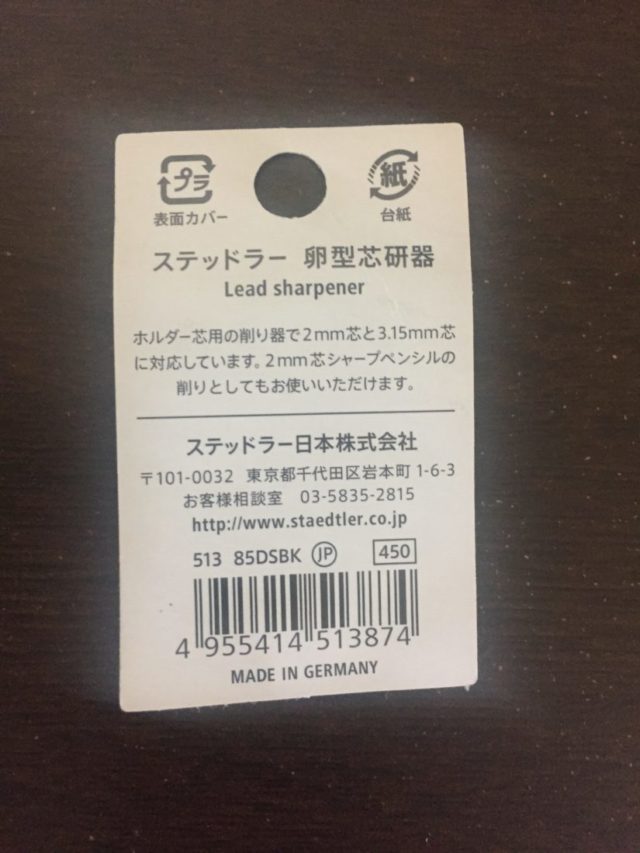 プラ
表面カバー
紙
台紙
ステッドラー 卵型芯研器
Lead sharpener
ホルダー芯用の削り器で2mm芯と3.15mm芯
に対応しています。2mm芯シャープペンシルの
削りとしてもお使いいただけます。
ステッドラー日本株式会社
〒101-0032 東京都千代田区岩本町1-6-3
お客様相談室 03-5835-2815
http://www.staedtler.co.jp
513 85DSBK JP 450
4 955414 513874
MADE IN GERMANY